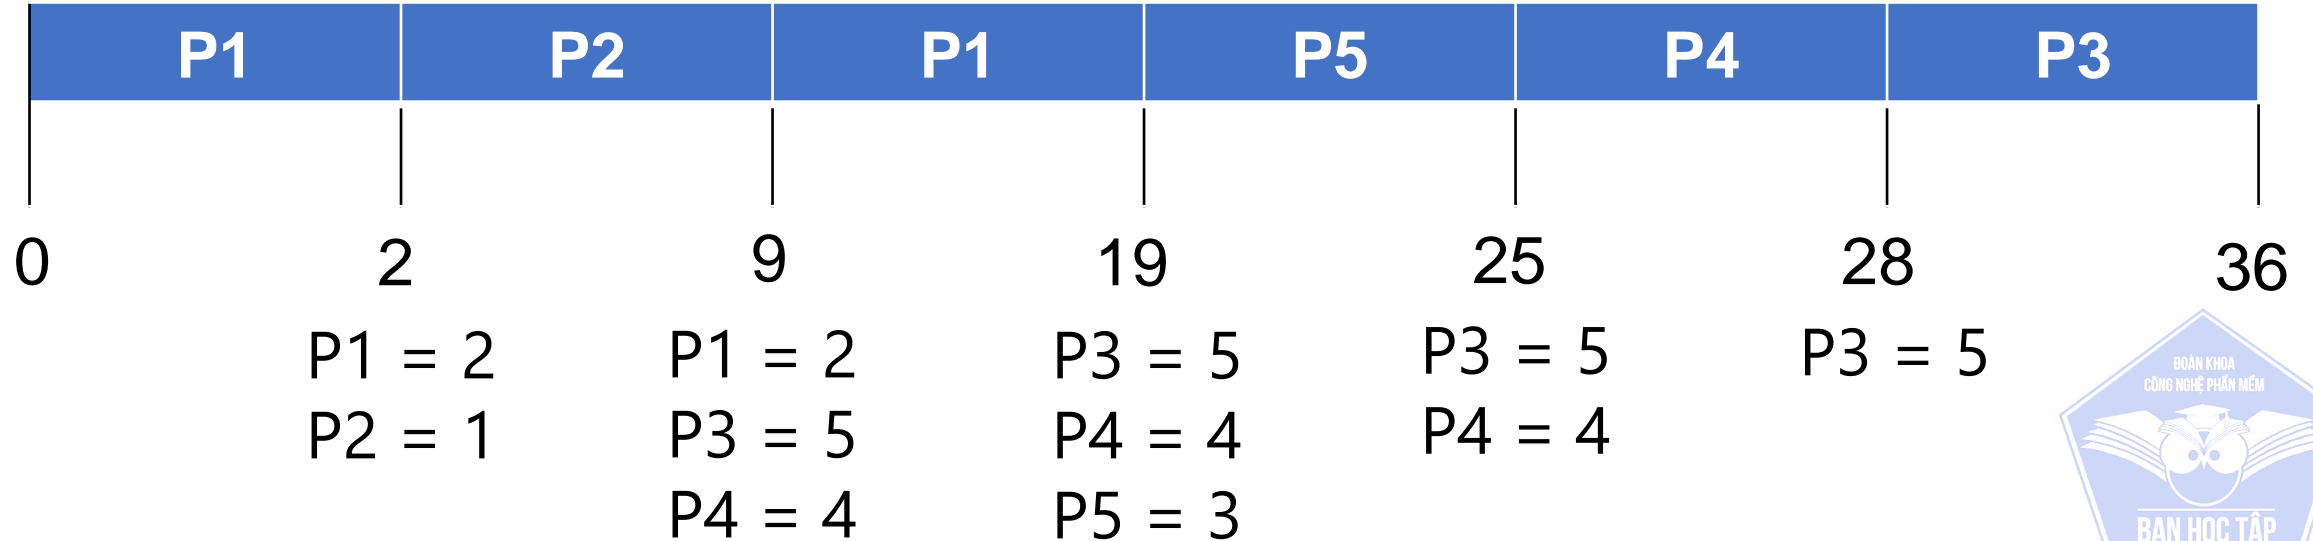 P1 P2 P1 P5 P4 P3
0 2 9 19 25 28 36
P1 = 2 P1 = 2 P3 = 5 P3 = 5 P3 = 5
P2 = 1 P3 = 5 P4 = 4 P4 = 4
P4 = 4 P5 = 3
ĐOÀN KHOA
CÔNG NGHỆ PHẦN MỀM
BAN HỌC TẬP